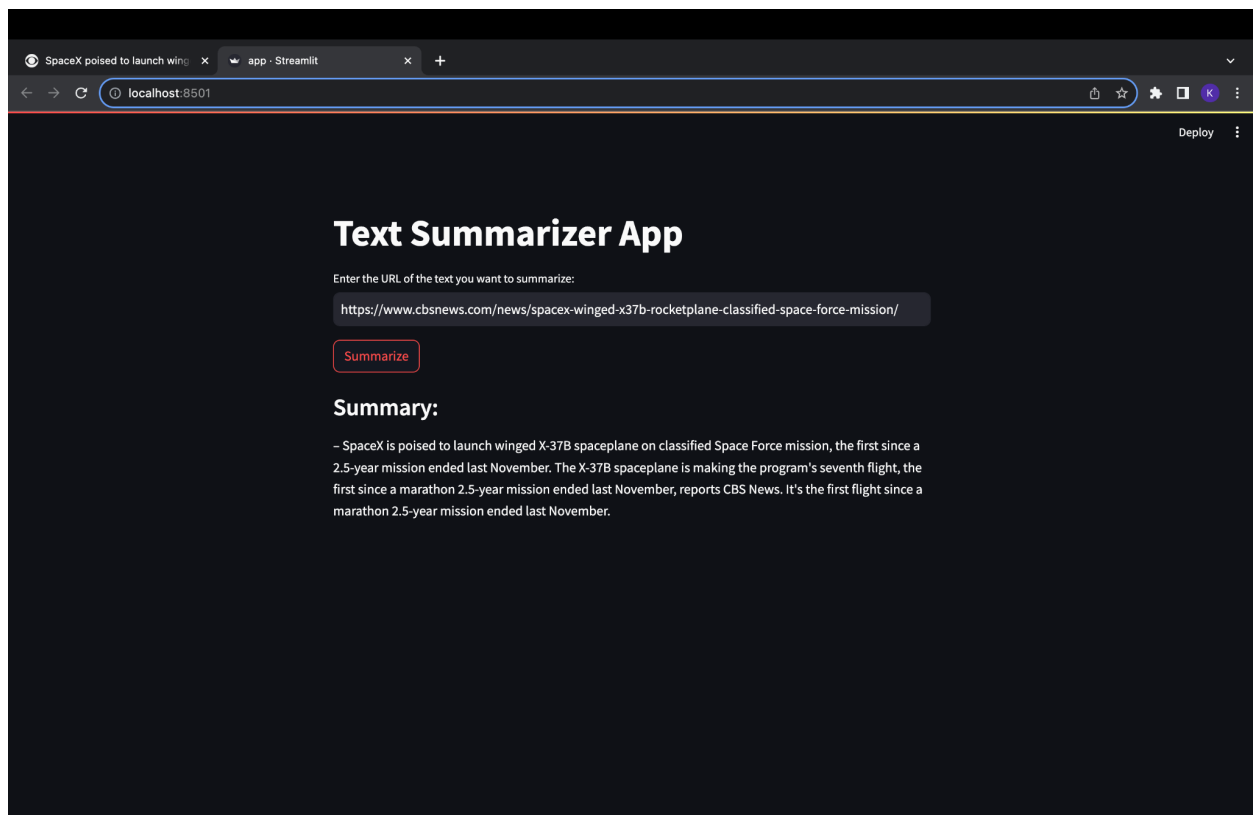 SpaceX poised to launch wing
app · Streamlit
localhost:8501
K
Deploy
Text Summarizer App
Enter the URL of the text you want to summarize:
https://www.cbsnews.com/news/spacex-winged-x37b-rocketplane-classified-space-force-mission/
Summarize
Summary:
– SpaceX is poised to launch winged X-37B spaceplane on classified Space Force mission, the first since a
2.5-year mission ended last November. The X-37B spaceplane is making the program's seventh flight, the
first since a marathon 2.5-year mission ended last November, reports CBS News. It's the first flight since a
marathon 2.5-year mission ended last November.